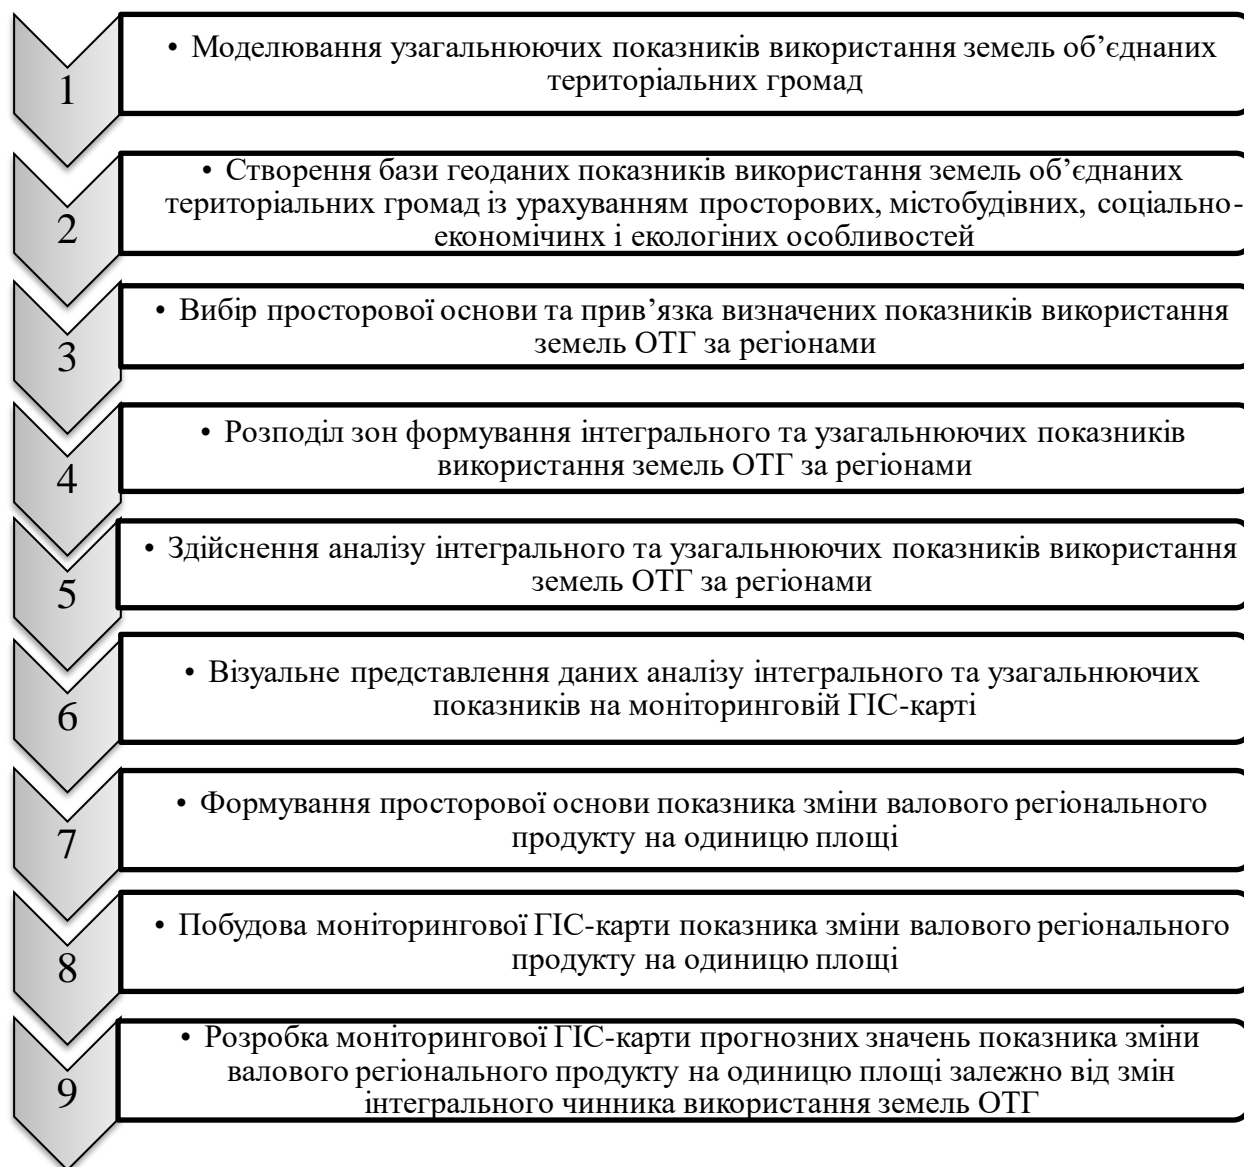 1
• Моделювання узагальнюючих показників використання земель об’єднаних
територіальних громад
2
• Створення бази геоданих показників використання земель об’єднаних
територіальних громад із урахуванням просторових, містобудівних, соціально-
економічинх і екологіних особливостей
3
• Вибір просторової основи та прив’язка визначених показників використання
земель ОТГ за регіонами
4
• Розподіл зон формування інтегрального та узагальнюючих показників
використання земель ОТГ за регіонами
5
• Здійснення аналізу інтегрального та узагальнюючих показників використання
земель ОТГ за регіонами
6
• Візуальне представлення даних аналізу інтегрального та узагальнюючих
показників на моніторинговій ГІС-карті
7
• Формування просторової основи показника зміни валового регіонального
продукту на одиницю площі
8
• Побудова моніторингової ГІС-карти показника зміни валового регіонального
продукту на одиницю площі
9
• Розробка моніторингової ГІС-карти прогнозних значень показника зміни
валового регіонального продукту на одиницю площі залежно від змін
інтегрального чинника використання земель ОТГ